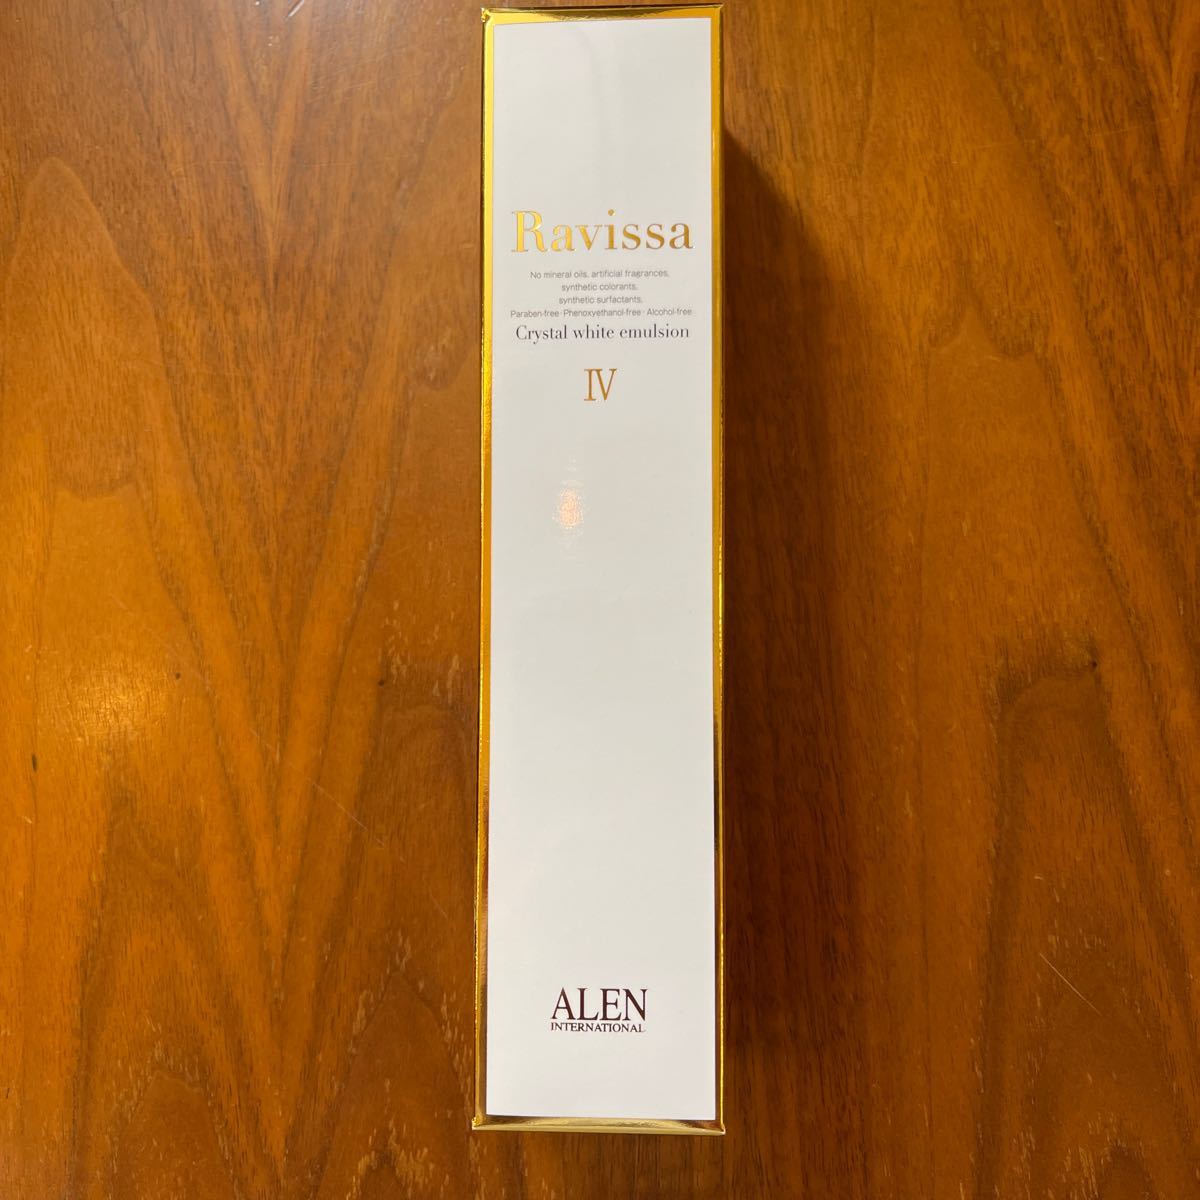 Ravissa
No mineral oils, artificial fragrances,
synthetic colorants,
synthetic surfactants,
Paraben-free · Phenoxyethanol-free · Alcohol-free
Crystal white emulsion
Ⅳ
ALEN
INTERNATIONAL